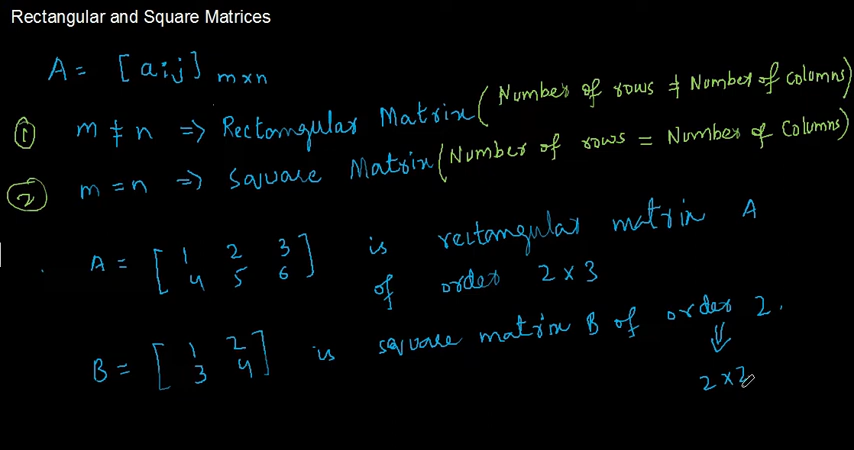 Rectangular and Square Matrices
A = [aij] m×n
① m ≠ n => Rectangular Matrix (Number of rows ≠ Number of columns)
② m = n => Square Matrix (Number of rows = Number of Columns)
A = [ 1 2 3 is rectangular matrix A
4 5 6 ] of order 2 × 3
B = [ 1 2 is square matrix B of order 2.
3 4 ] ⇓
2×2